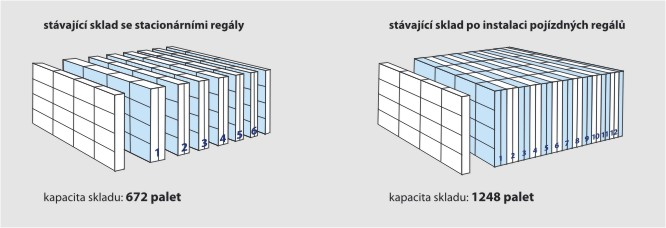 stávající sklad se stacionárními regály
1 2 3 4 5 6
kapacita skladu: 672 palet
stávající sklad po instalaci pojízdných regálů
1 2 3 4 5 6 7 8 9 10 11 12
kapacita skladu: 1248 palet